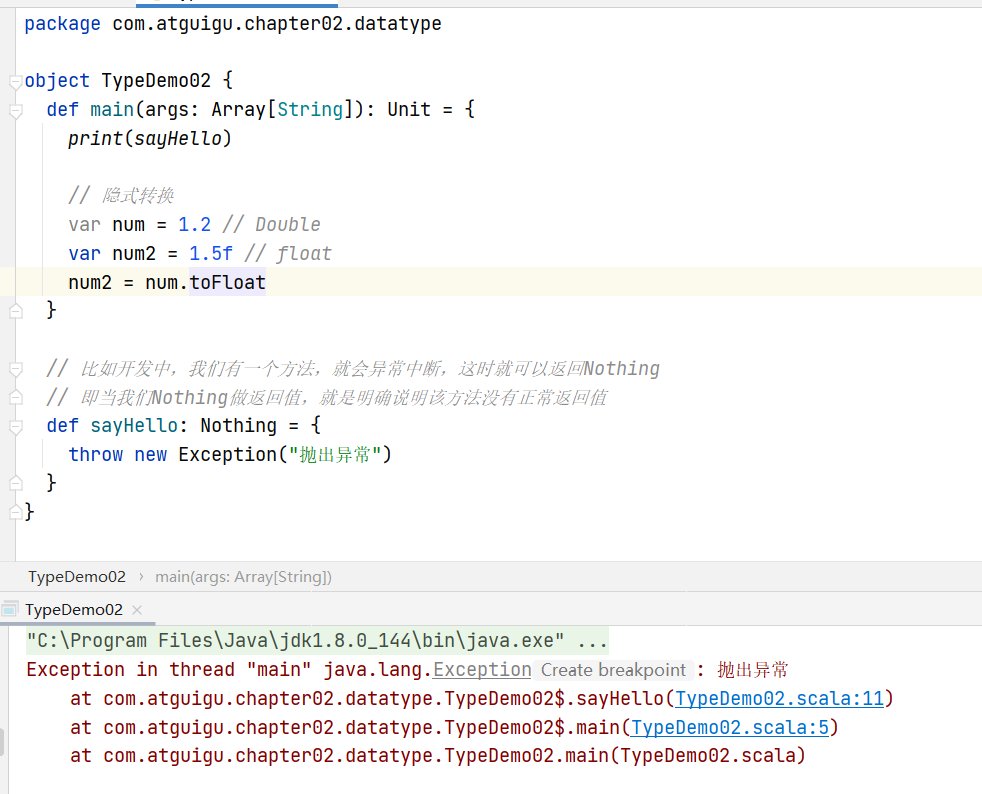 package com.atguigu.chapter02.datatype
object TypeDemo02 {
def main(args: Array[String]): Unit = {
print(sayHello)
// 隐式转换
var num = 1.2 // Double
var num2 = 1.5f // float
num2 = num.toFloat
}
// 比如开发中，我们有一个方法，就会异常中断，这时就可以返回Nothing
// 即当我们Nothing做返回值，就是明确说明该方法没有正常返回值
def sayHello: Nothing = {
throw new Exception("抛出异常")
}
}
TypeDemo02 › main(args: Array[String])
TypeDemo02 ×
"C:\Program Files\Java\jdk1.8.0_144\bin\java.exe" ...
Exception in thread "main" java.lang.Exception Create breakpoint : 抛出异常
at com.atguigu.chapter02.datatype.TypeDemo02$.sayHello(TypeDemo02.scala:11)
at com.atguigu.chapter02.datatype.TypeDemo02$.main(TypeDemo02.scala:5)
at com.atguigu.chapter02.datatype.TypeDemo02.main(TypeDemo02.scala)